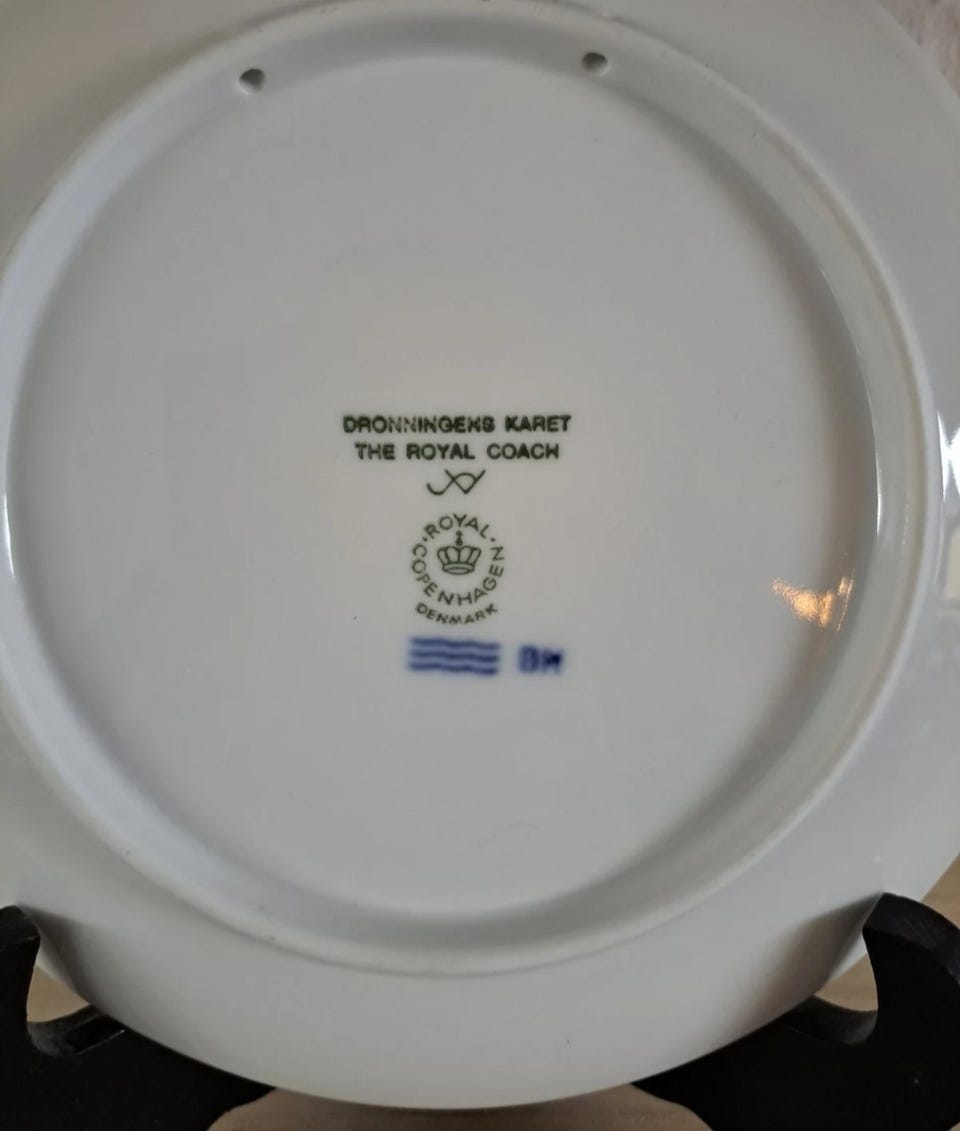 DRONNINGENS KARET
THE ROYAL COACH
ROYAL COPENHAGEN
DENMARK